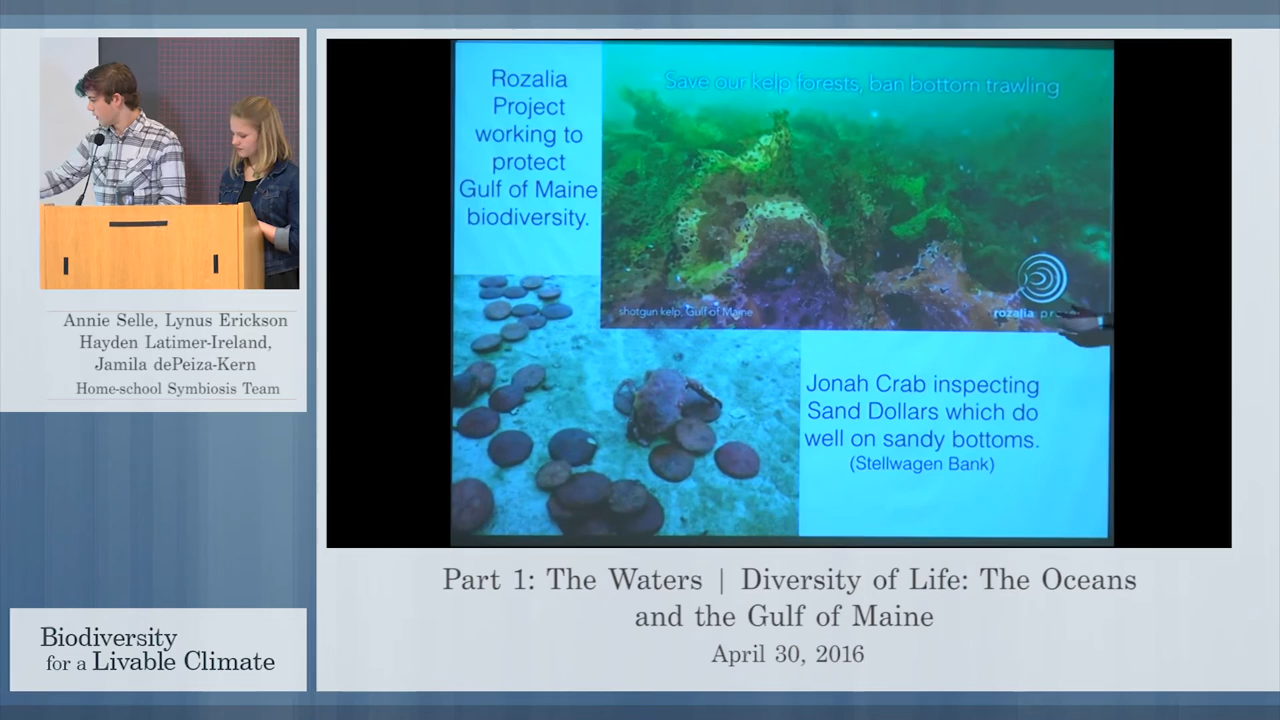 Annie Selle, Lynus Erickson
Hayden Latimer-Ireland,
Jamila dePeiza-Kern
Home-school Symbiosis Team
Biodiversity
for a Livable Climate
Rozalia
Project
working to
protect
Gulf of Maine
biodiversity.
Save our kelp forests, ban bottom trawling
shotgun kelp, Gulf of Maine
rozalia
Jonah Crab inspecting
Sand Dollars which do
well on sandy bottoms.
(Stellwagen Bank)
Part 1: The Waters | Diversity of Life: The Oceans
and the Gulf of Maine
April 30, 2016